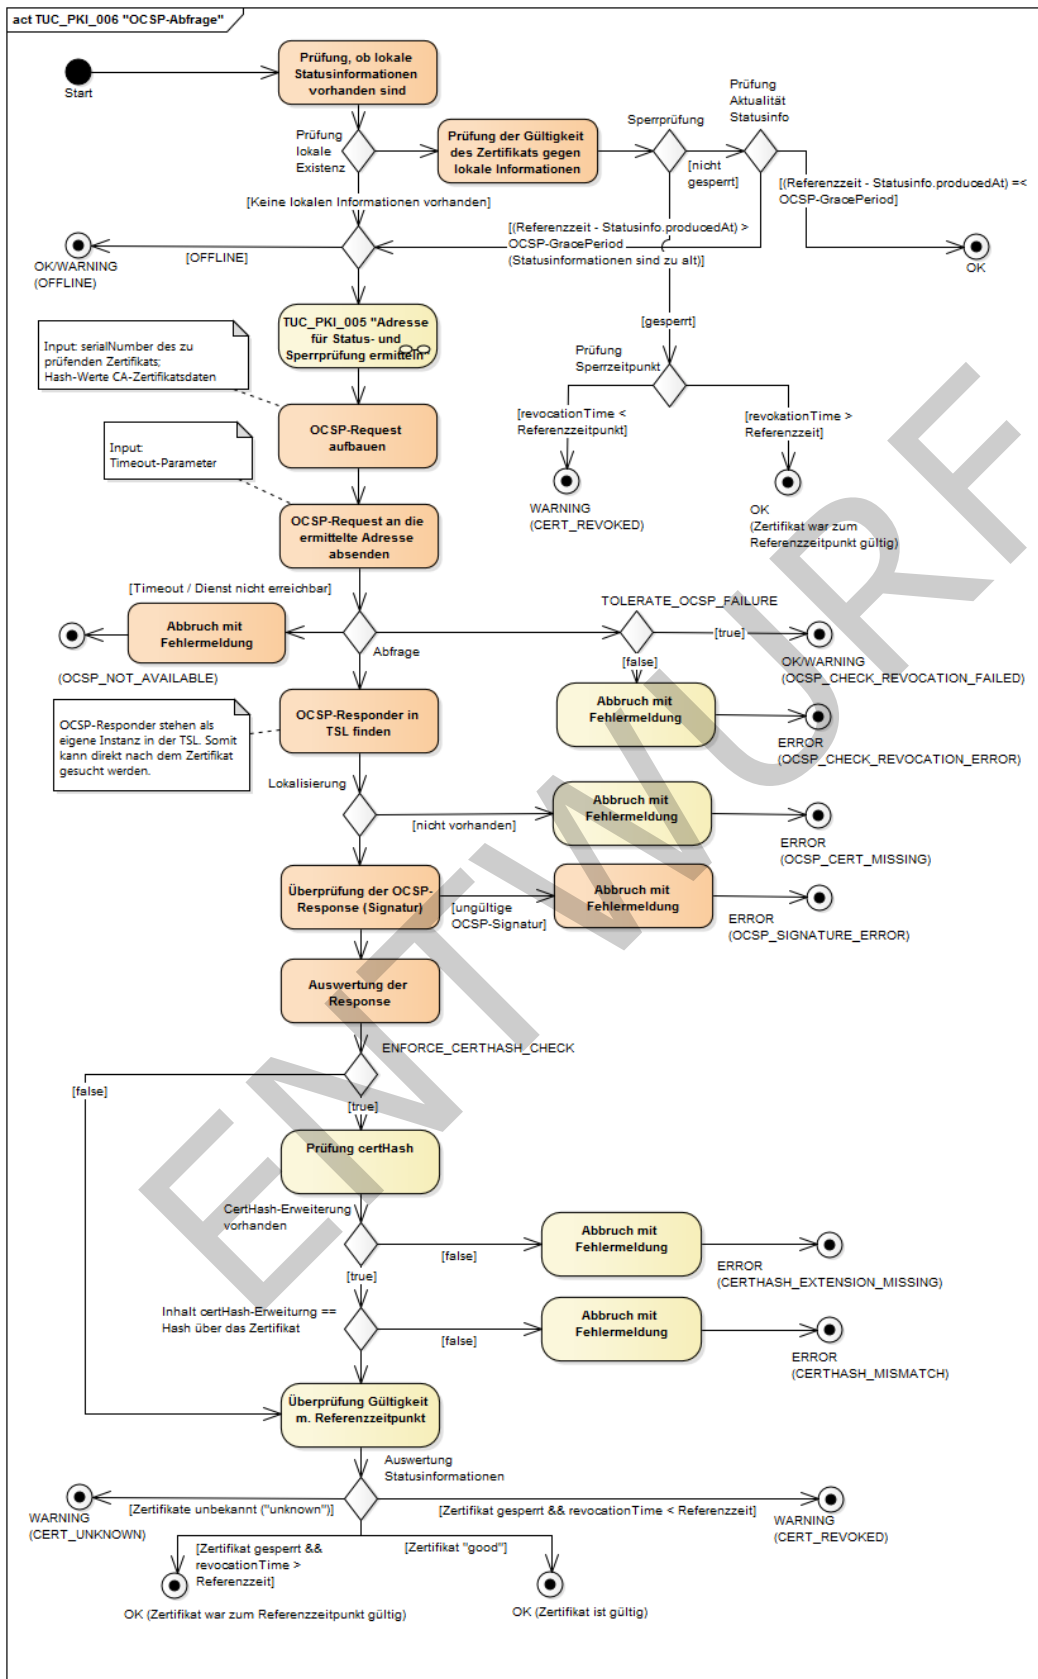 act TUC_PKI_006 "OCSP-Abfrage"
Start
Prüfung, ob lokale
Statusinformationen
vorhanden sind
Prüfung
lokale
Existenz
Prüfung der Gültigkeit
des Zertifikats gegen
lokale Informationen
Sperrprüfung
Prüfung
Aktualität
Statusinfo
[nicht
gesperrt]
[(Referenzzeit - Statusinfo.producedAt) =<
OCSP-GracePeriod]
OK
[Keine lokalen Informationen vorhanden]
[(Referenzzeit - Statusinfo.producedAt) >
OCSP-GracePeriod
(Statusinformationen sind zu alt)]
[OFFLINE]
OK/WARNING
(OFFLINE)
[gesperrt]
TUC_PKI_005 "Adresse
für Status- und
Sperrprüfung ermitteln"
Input: serialNumber des zu
prüfenden Zertifikats;
Hash-Werte CA-Zertifikatsdaten
Prüfung
Sperrzeitpunkt
[revocationTime <
Referenzzeitpunkt]
[revokationTime >
Referenzzeit]
WARNING
(CERT_REVOKED)
OK
(Zertifikat war zum
Referenzzeitpunkt gültig)
OCSP-Request
aufbauen
Input:
Timeout-Parameter
OCSP-Request an die
ermittelte Adresse
absenden
[Timeout / Dienst nicht erreichbar]
Abbruch mit
Fehlermeldung
(OCSP_NOT_AVAILABLE)
Abfrage
TOLERATE_OCSP_FAILURE
[true]
OK/WARNING
(OCSP_CHECK_REVOCATION_FAILED)
[false]
Abbruch mit
Fehlermeldung
ERROR
(OCSP_CHECK_REVOCATION_ERROR)
OCSP-Responder in
TSL finden
OCSP-Responder stehen als
eigene Instanz in der TSL. Somit
kann direkt nach dem Zertifikat
gesucht werden.
Lokalisierung
[nicht vorhanden]
Abbruch mit
Fehlermeldung
ERROR
(OCSP_CERT_MISSING)
Überprüfung der OCSP-
Response (Signatur)
[ungültige
OCSP-Signatur]
Abbruch mit
Fehlermeldung
ERROR
(OCSP_SIGNATURE_ERROR)
Auswertung der
Response
ENFORCE_CERTHASH_CHECK
[false]
[true]
Prüfung certHash
CertHash-Erweiterung
vorhanden
[false]
Abbruch mit
Fehlermeldung
ERROR
(CERTHASH_EXTENSION_MISSING)
[true]
Inhalt certHash-Erweiturng ==
Hash über das Zertifikat
[false]
Abbruch mit
Fehlermeldung
ERROR
(CERTHASH_MISMATCH)
Überprüfung Gültigkeit
m. Referenzzeitpunkt
Auswertung
Statusinformationen
[Zertifikate unbekannt ("unknown")]
WARNING
(CERT_UNKNOWN)
[Zertifikat gesperrt && revocationTime < Referenzzeit]
WARNING
(CERT_REVOKED)
[Zertifikat gesperrt &&
revocationTime >
Referenzzeit]
[Zertifikat "good"]
OK (Zertifikat war zum Referenzzeitpunkt gültig)
OK (Zertifikat ist gültig)
ENTWURF